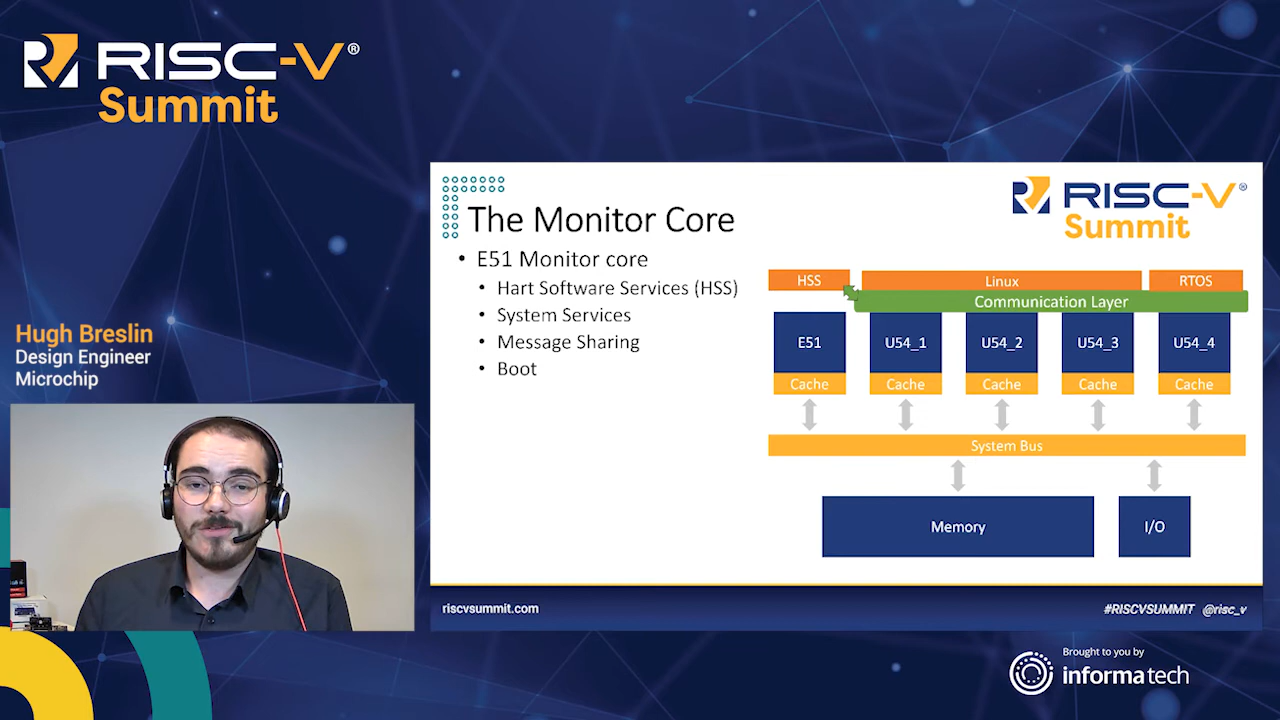 RISC-V®
Summit
Hugh Breslin
Design Engineer
Microchip
RISC-V®
Summit
The Monitor Core
• E51 Monitor core
• Hart Software Services (HSS)
• System Services
• Message Sharing
• Boot
HSS
Linux
RTOS
Communication Layer
E51
U54_1
U54_2
U54_3
U54_4
Cache
Cache
Cache
Cache
Cache
System Bus
Memory
I/O
riscvsummit.com
#RISCVSUMMIT @risc_v
Brought to you by
informa tech